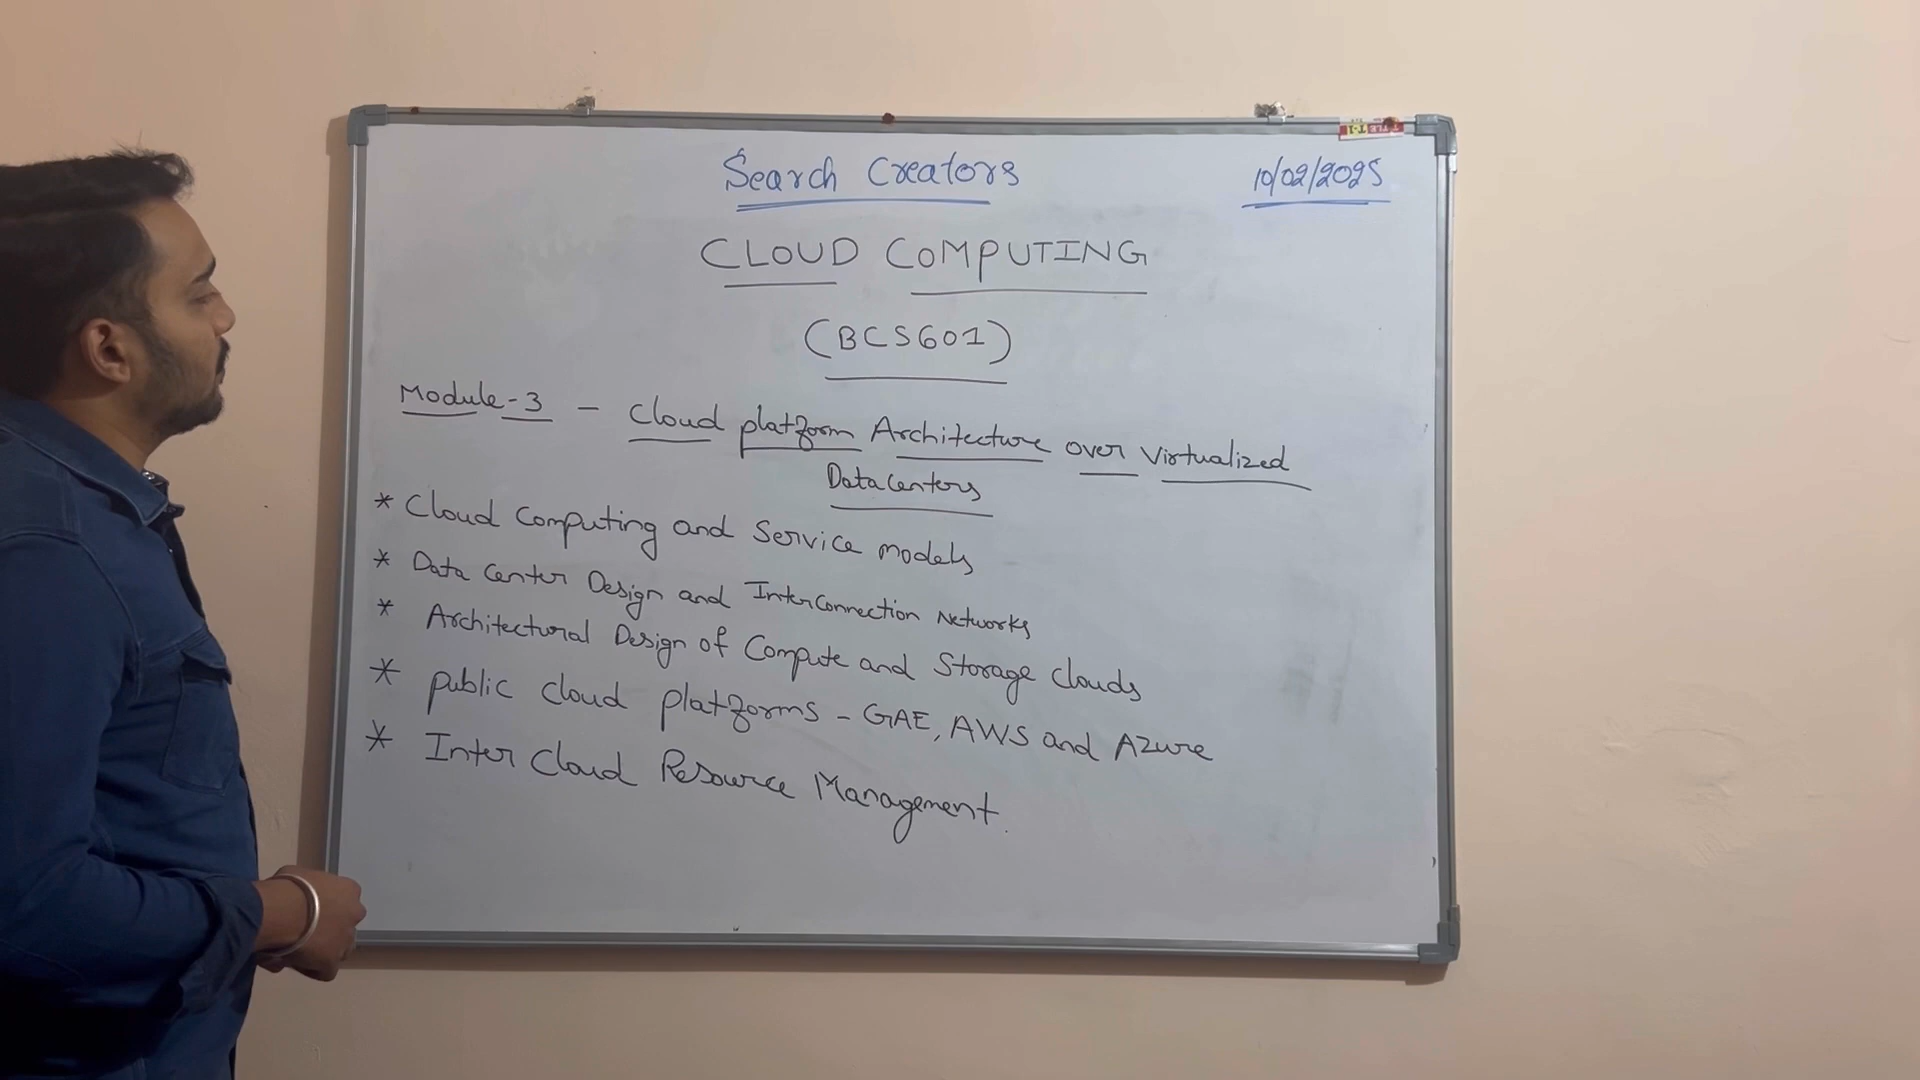 Search Creators
10/02/2025
CLOUD COMPUTING
(BCS601)
Module-3 - Cloud platform Architecture over Virtualized
DataCenters
* Cloud Computing and Service models
* Data Center Design and InterConnection Networks
* Architectural Design of Compute and Storage Clouds
* public cloud platforms - GAE, AWS and Azure
* Inter Cloud Resource Management.